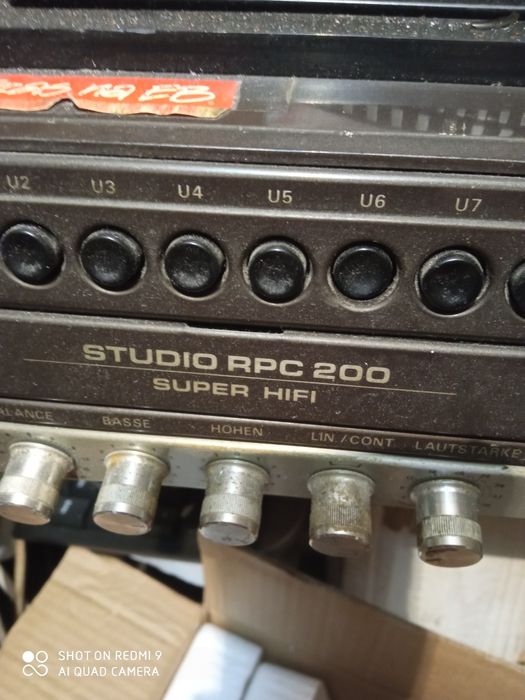 U2 U3 U4 U5 U6 U7
STUDIO RPC 200
SUPER HIFI
BASSE HÖHEN LIN./CONT. LAUTSTÄRKE
SHOT ON REDMI 9
AI QUAD CAMERA